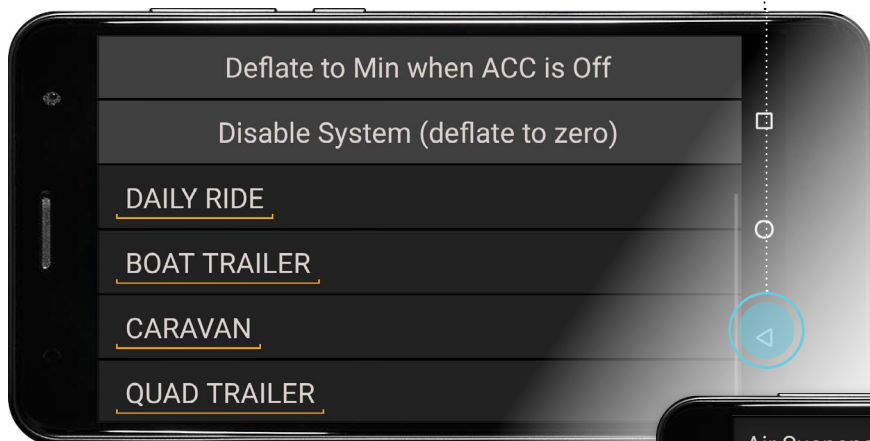 Deflate to Min when ACC is Off
Disable System (deflate to zero)
DAILY RIDE
BOAT TRAILER
CARAVAN
QUAD TRAILER